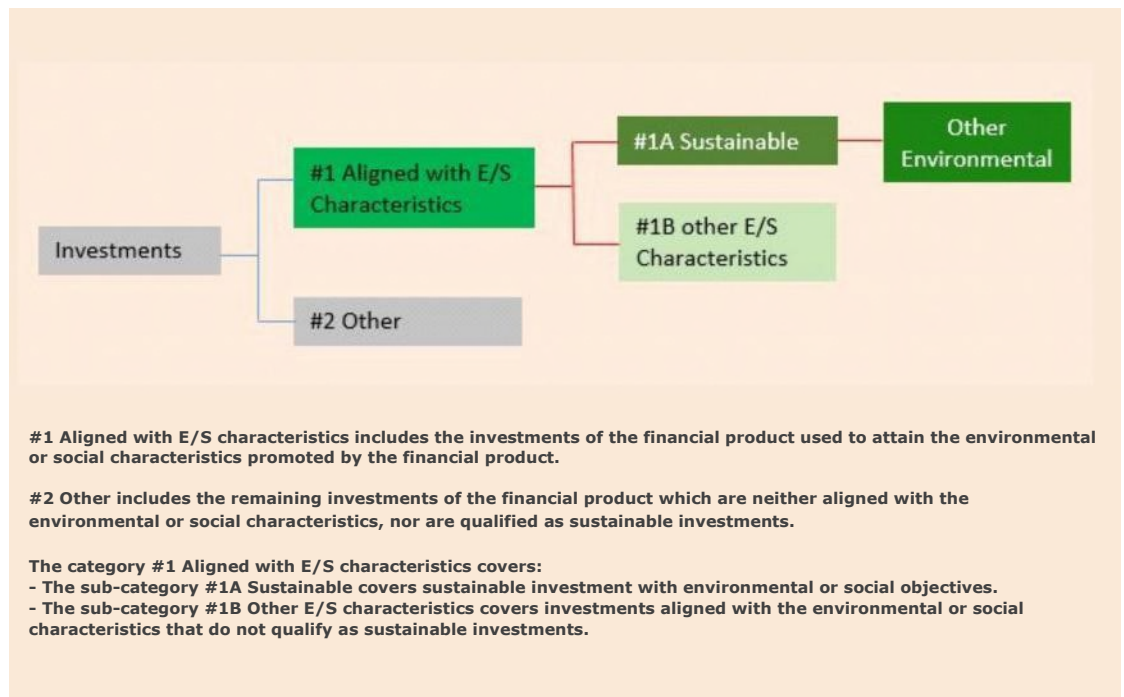 Other
Environmental
#1A Sustainable
#1 Aligned with E/S
Characteristics
#1B other E/S
Characteristics
Investments
#2 Other
#1 Aligned with E/S characteristics includes the investments of the financial product used to attain the environmental
or social characteristics promoted by the financial product.
#2 Other includes the remaining investments of the financial product which are neither aligned with the
environmental or social characteristics, nor are qualified as sustainable investments.
The category #1 Aligned with E/S characteristics covers:
- The sub-category #1A Sustainable covers sustainable investment with environmental or social objectives.
- The sub-category #1B Other E/S characteristics covers investments aligned with the environmental or social
characteristics that do not qualify as sustainable investments.